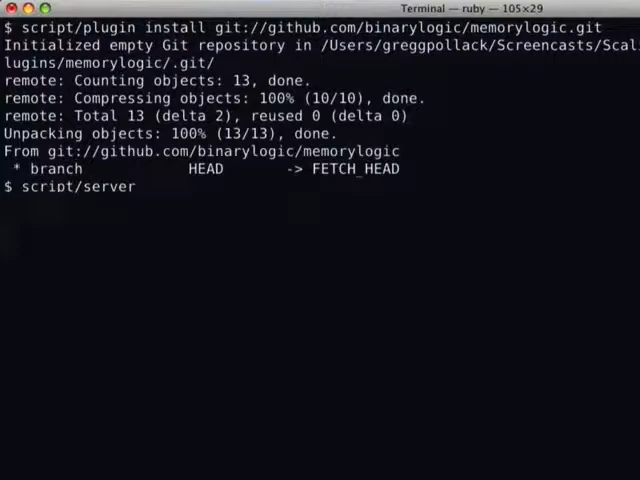 Terminal — ruby — 105×29
$ script/plugin install git://github.com/binarylogic/memorylogic.git
Initialized empty Git repository in /Users/greggpollack/Screencasts/Scal
lugins/memorylogic/.git/
remote: Counting objects: 13, done.
remote: Compressing objects: 100% (10/10), done.
remote: Total 13 (delta 2), reused 0 (delta 0)
Unpacking objects: 100% (13/13), done.
From git://github.com/binarylogic/memorylogic
 * branch            HEAD       -> FETCH_HEAD
$ script/server